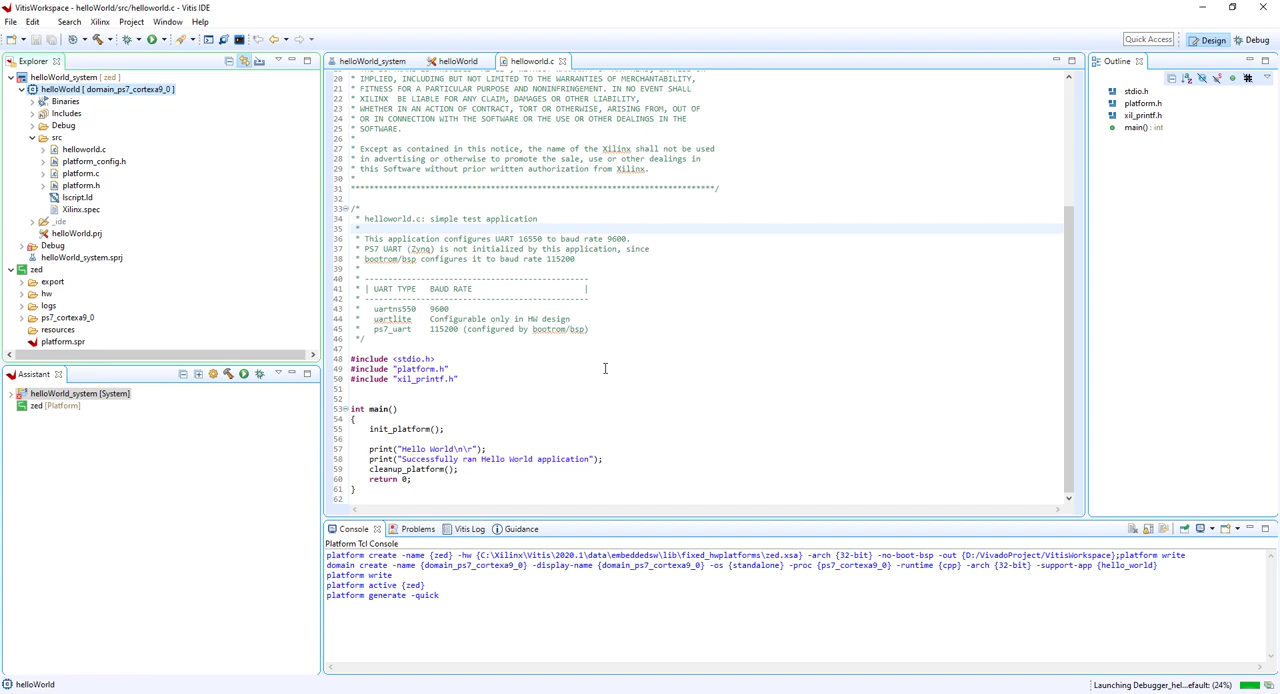 VitisWorkspace - helloWorld/src/helloworld.c - Vitis IDE
File Edit Search Xilinx Project Window Help
Quick Access Design Debug
Explorer
helloWorld_system [ zed ]
helloWorld [ domain_ps7_cortexa9_0 ]
Binaries
Includes
Debug
src
helloworld.c
platform_config.h
platform.c
platform.h
lscript.ld
Xilinx.spec
_ide
helloWorld.prj
Debug
helloWorld_system.sprj
zed
export
hw
logs
ps7_cortexa9_0
resources
platform.spr
Assistant
helloWorld_system [System]
zed [Platform]
helloWorld_system helloWorld helloworld.c
20 * IMPLIED, INCLUDING BUT NOT LIMITED TO THE WARRANTIES OF MERCHANTABILITY,
21 * FITNESS FOR A PARTICULAR PURPOSE AND NONINFRINGEMENT. IN NO EVENT SHALL
22 * XILINX  BE LIABLE FOR ANY CLAIM, DAMAGES OR OTHER LIABILITY,
23 * WHETHER IN AN ACTION OF CONTRACT, TORT OR OTHERWISE, ARISING FROM, OUT OF
24 * OR IN CONNECTION WITH THE SOFTWARE OR THE USE OR OTHER DEALINGS IN THE
25 * SOFTWARE.
26 *
27 * Except as contained in this notice, the name of the Xilinx shall not be used
28 * in advertising or otherwise to promote the sale, use or other dealings in
29 * this Software without prior written authorization from Xilinx.
30 *
31 ******************************************************************************/
32
33 /*
34 * helloworld.c: simple test application
35 *
36 * This application configures UART 16550 to baud rate 9600.
37 * PS7 UART (Zynq) is not initialized by this application, since
38 * bootrom/bsp configures it to baud rate 115200
39 *
40 * ------------------------------------------------
41 * | UART TYPE   BAUD RATE                        |
42 * ------------------------------------------------
43 *   uartns550   9600
44 *   uartlite    Configurable only in HW design
45 *   ps7_uart    115200 (configured by bootrom/bsp)
46 */
47
48 #include <stdio.h>
49 #include "platform.h"
50 #include "xil_printf.h"
51
52
53 int main()
54 {
55 init_platform();
56
57 print("Hello World\n\r");
58 print("Successfully ran Hello World application");
59 cleanup_platform();
60 return 0;
61 }
62
Outline
stdio.h
platform.h
xil_printf.h
main() : int
Console Problems Vitis Log Guidance
Platform Tcl Console
platform create -name {zed} -hw {C:\Xilinx\Vitis\2020.1\data\embeddedsw\lib\fixed_hwplatforms\zed.xsa} -arch {32-bit} -no-boot-bsp -out {D:/VivadoProject/VitisWorkspace};platform write
domain create -name {domain_ps7_cortexa9_0} -display-name {domain_ps7_cortexa9_0} -os {standalone} -proc {ps7_cortexa9_0} -runtime {cpp} -arch {32-bit} -support-app {hello_world}
platform write
platform active {zed}
platform generate -quick
helloWorld
Launching Debugger_hel...efault: (24%)